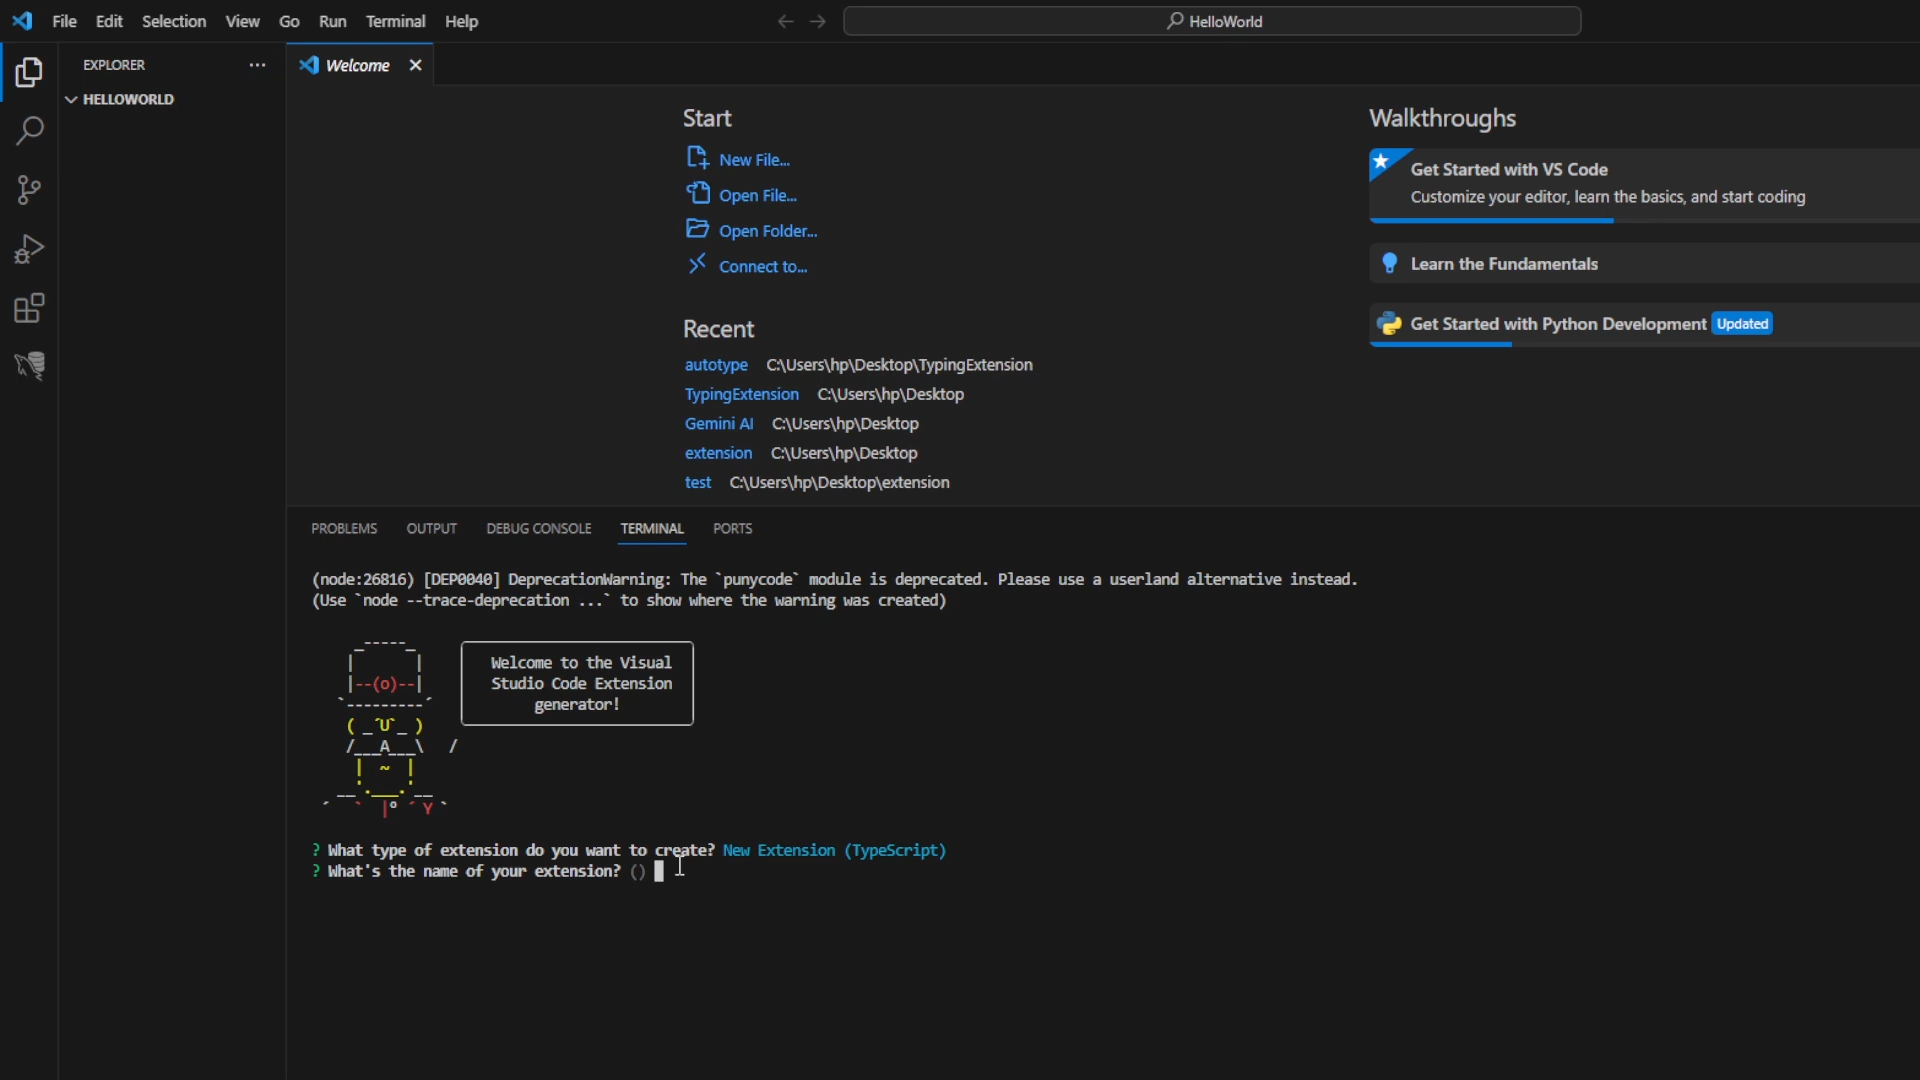 File Edit Selection View Go Run Terminal Help
HelloWorld
EXPLORER
HELLOWORLD
Welcome
Start
New File...
Open File...
Open Folder...
Connect to...
Recent
autotype C:\Users\hp\Desktop\TypingExtension
TypingExtension C:\Users\hp\Desktop
Gemini AI C:\Users\hp\Desktop
extension C:\Users\hp\Desktop
test C:\Users\hp\Desktop\extension
Walkthroughs
Get Started with VS Code
Customize your editor, learn the basics, and start coding
Learn the Fundamentals
Get Started with Python Development Updated
PROBLEMS OUTPUT DEBUG CONSOLE TERMINAL PORTS
(node:26816) [DEP0040] DeprecationWarning: The `punycode` module is deprecated. Please use a userland alternative instead.
(Use `node --trace-deprecation ...` to show where the warning was created)
Welcome to the Visual
Studio Code Extension
generator!
? What type of extension do you want to create? New Extension (TypeScript)
? What's the name of your extension? ()